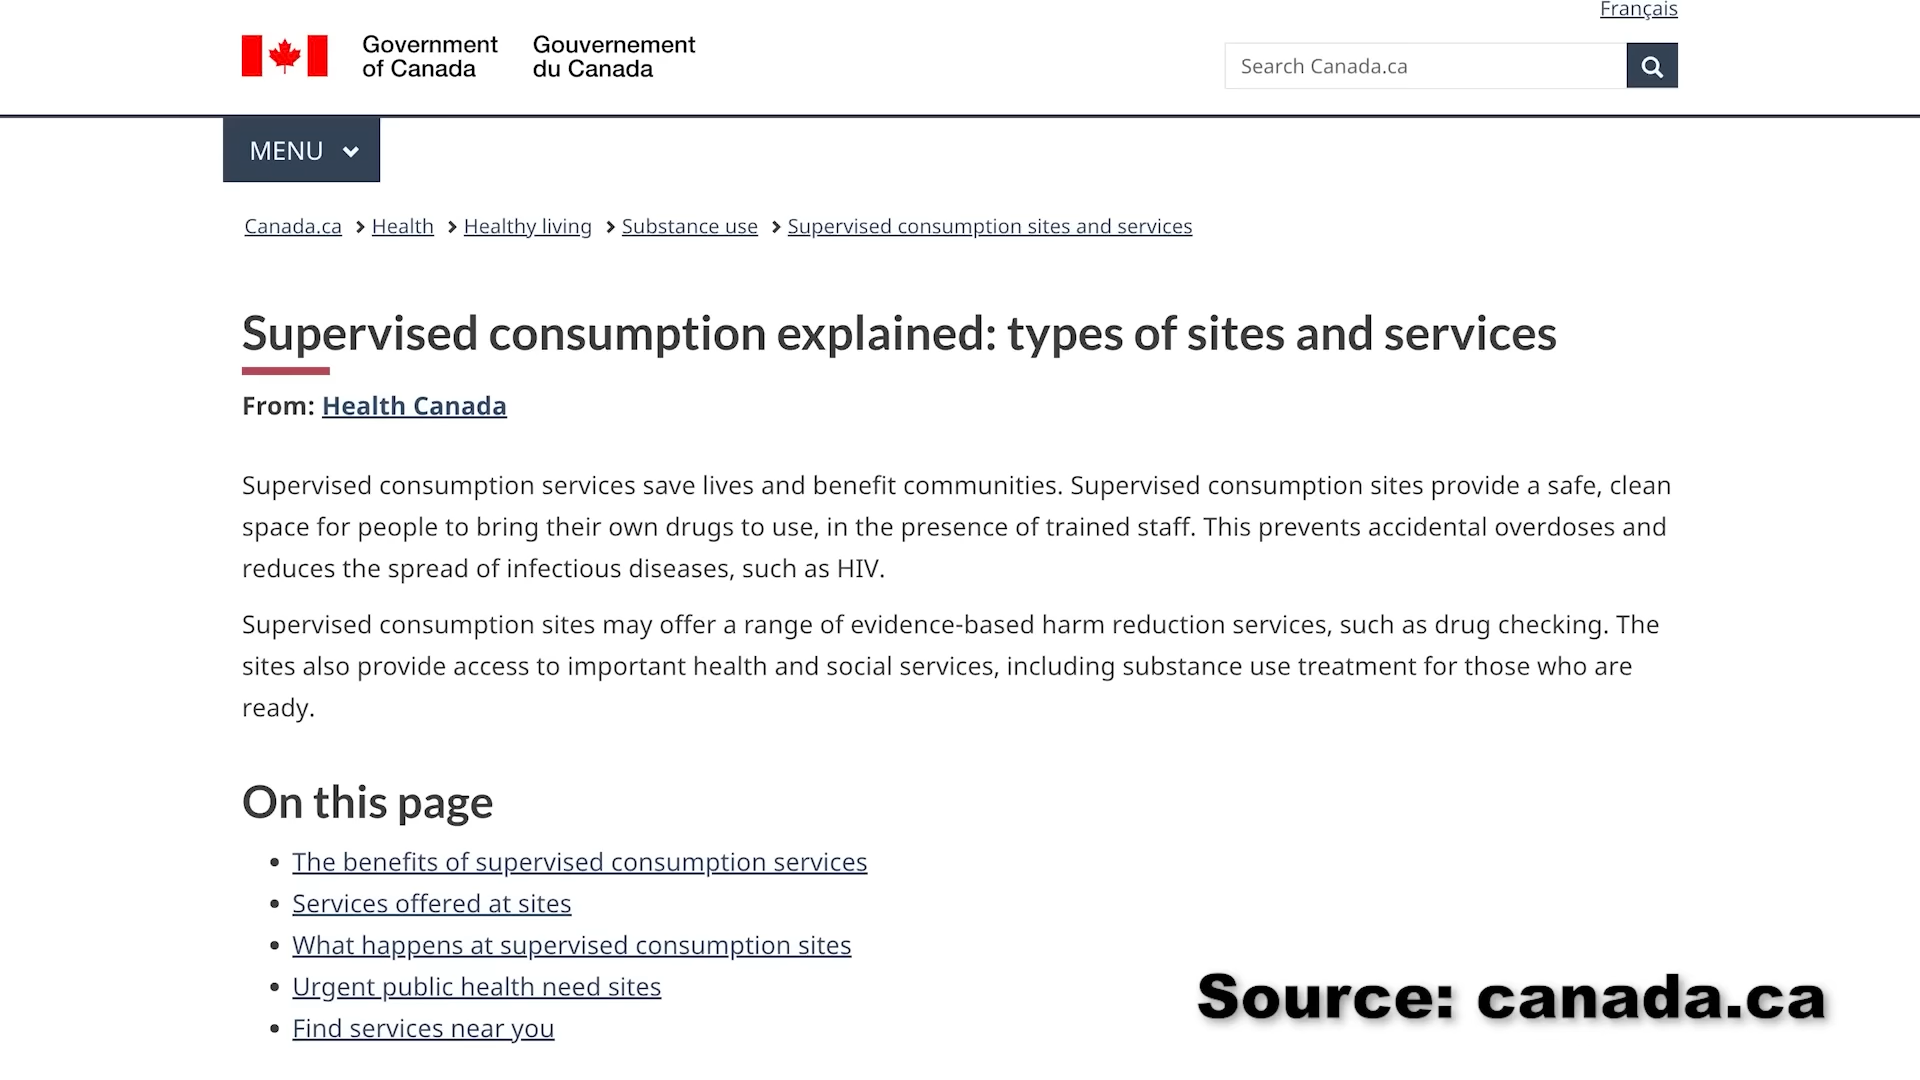 Français
Government of Canada
Gouvernement du Canada
Search Canada.ca
MENU
Canada.ca > Health > Healthy living > Substance use > Supervised consumption sites and services
Supervised consumption explained: types of sites and services
From: Health Canada
Supervised consumption services save lives and benefit communities. Supervised consumption sites provide a safe, clean
space for people to bring their own drugs to use, in the presence of trained staff. This prevents accidental overdoses and
reduces the spread of infectious diseases, such as HIV.
Supervised consumption sites may offer a range of evidence-based harm reduction services, such as drug checking. The
sites also provide access to important health and social services, including substance use treatment for those who are
ready.
On this page
• The benefits of supervised consumption services
• Services offered at sites
• What happens at supervised consumption sites
• Urgent public health need sites
• Find services near you
Source: canada.ca